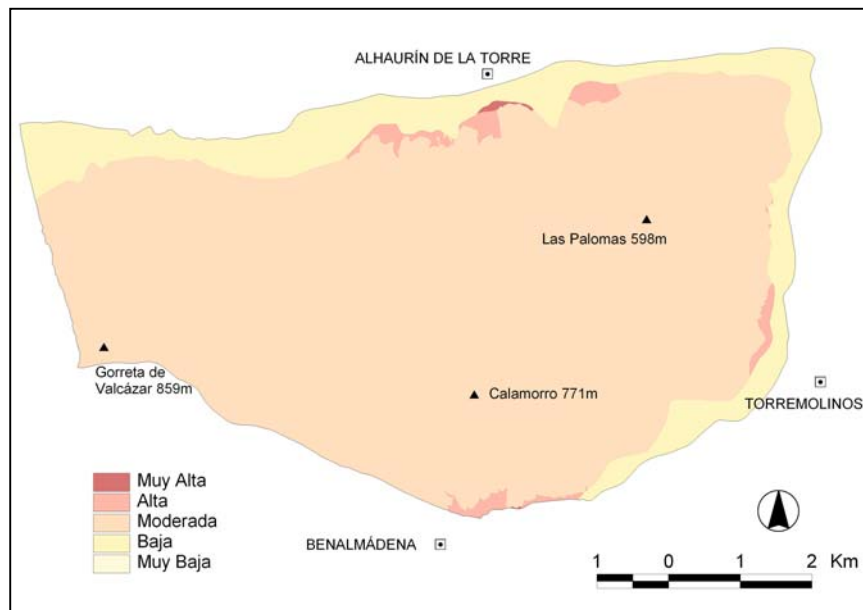 ALHAURÍN DE LA TORRE
Las Palomas 598m
Gorreta de
Valcázar 859m
Calamorro 771m
TORREMOLINOS
Muy Alta
Alta
Moderada
Baja
Muy Baja
BENALMÁDENA
1 0 1 2 Km